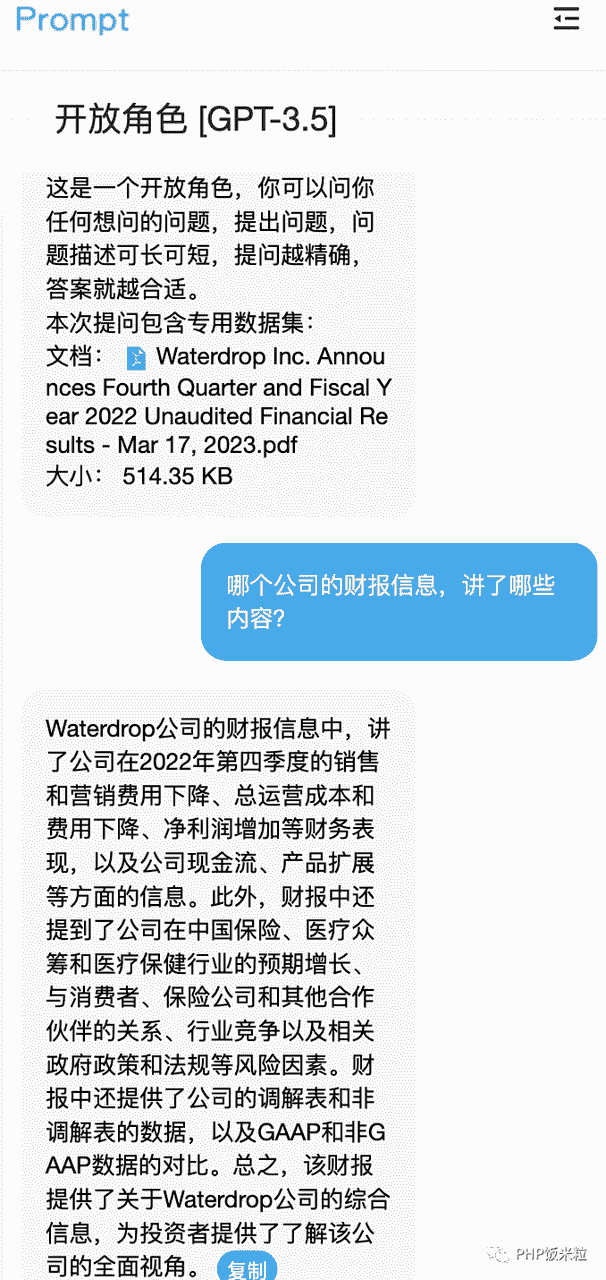 Prompt
开放角色 [GPT-3.5]
这是一个开放角色，你可以问你
任何想问的问题，提出问题，问
题描述可长可短，提问越精确，
答案就越合适。
本次提问包含专用数据集：
文档： Waterdrop Inc. Annou
nces Fourth Quarter and Fiscal Y
ear 2022 Unaudited Financial Re
sults - Mar 17, 2023.pdf
大小： 514.35 KB
哪个公司的财报信息，讲了哪些
内容？
Waterdrop公司的财报信息中，讲
了公司在2022年第四季度的销售
和营销费用下降、总运营成本和
费用下降、净利润增加等财务表
现，以及公司现金流、产品扩展
等方面的信息。此外，财报中还
提到了公司在中国保险、医疗众
筹和医疗保健行业的预期增长、
与消费者、保险公司和其他合作
伙伴的关系、行业竞争以及相关
政府政策和法规等风险因素。财
报中还提供了公司的调解表和非
调解表的数据，以及GAAP和非G
AAP数据的对比。总之，该财报
提供了关于Waterdrop公司的综合
信息，为投资者提供了了解该公
司的全面视角。 复制
PHP饭米粒